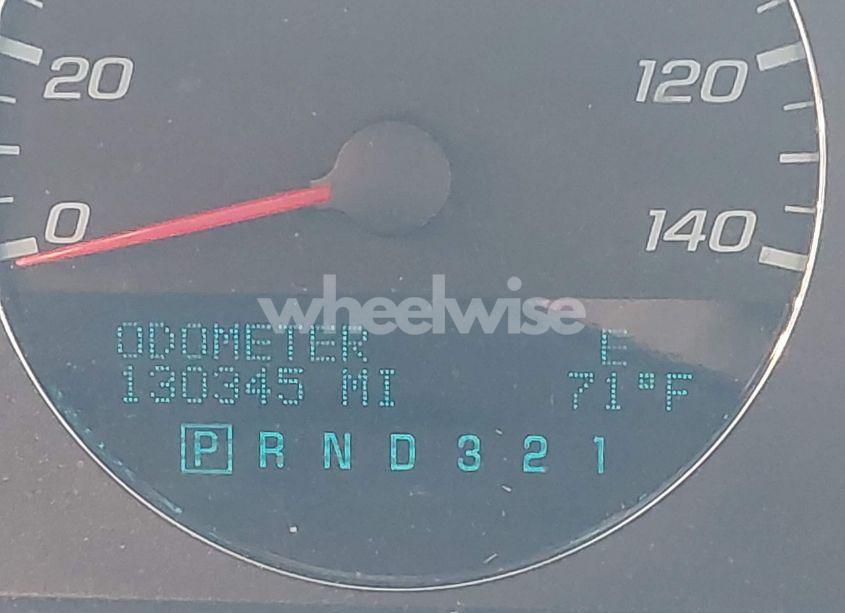 20
120
0
140
wheelwise
ODOMETER E
130345 MI 71°F
P R N D 3 2 1